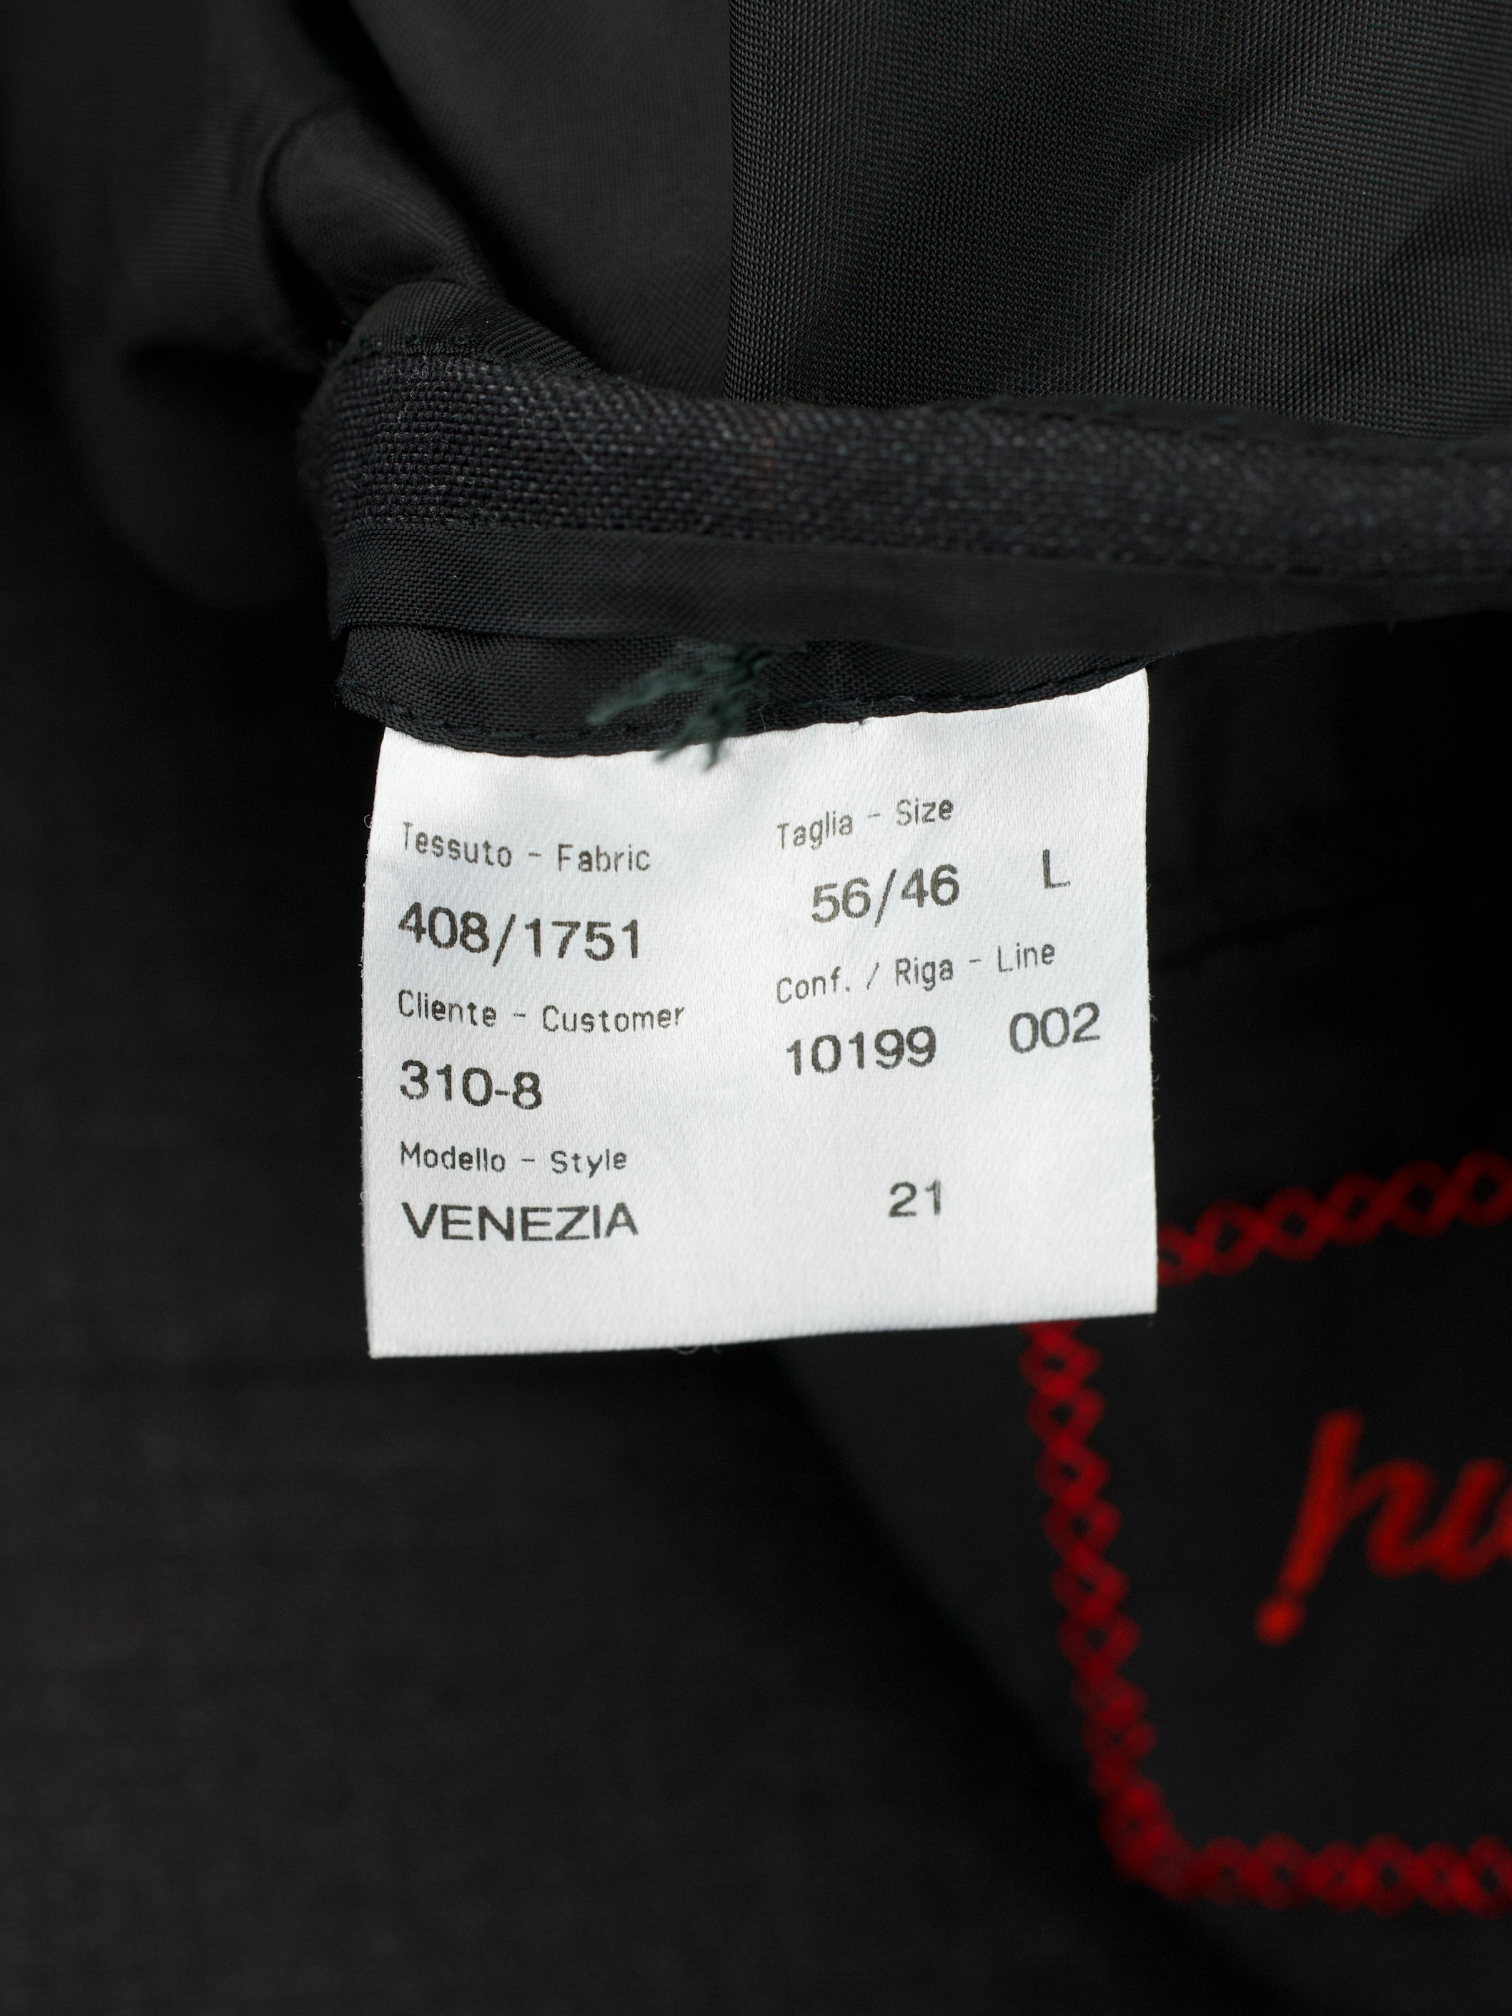 Tessuto - Fabric
408/1751
Cliente - Customer
310-8
Modello - Style
VENEZIA
Taglia - Size
56/46 L
Conf. / Riga - Line
10199 002
21